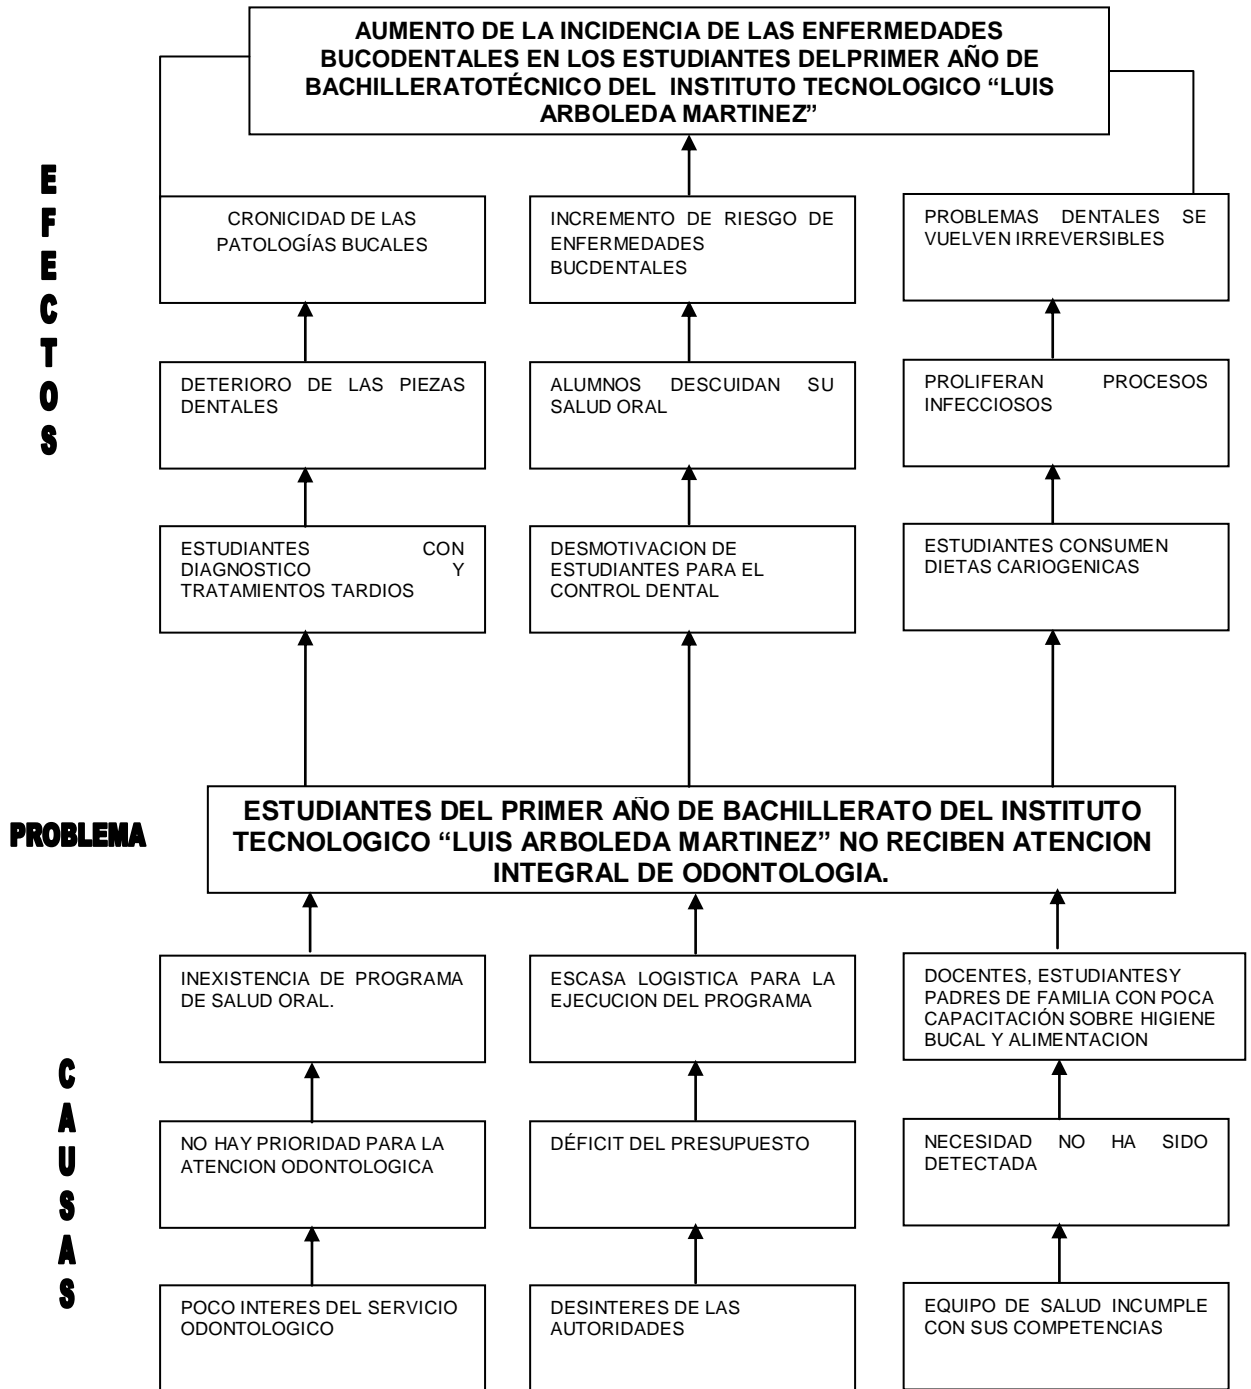 AUMENTO DE LA INCIDENCIA DE LAS ENFERMEDADES
BUCODENTALES EN LOS ESTUDIANTES DELPRIMER AÑO DE
BACHILLERATOTÉCNICO DEL INSTITUTO TECNOLOGICO “LUIS
ARBOLEDA MARTINEZ”
EFECTOS
CRONICIDAD DE LAS
PATOLOGÍAS BUCALES
INCREMENTO DE RIESGO DE
ENFERMEDADES
BUCDENTALES
PROBLEMAS DENTALES SE
VUELVEN IRREVERSIBLES
DETERIORO DE LAS PIEZAS
DENTALES
ALUMNOS DESCUIDAN SU
SALUD ORAL
PROLIFERAN PROCESOS
INFECCIOSOS
ESTUDIANTES CON
DIAGNOSTICO Y
TRATAMIENTOS TARDIOS
DESMOTIVACION DE
ESTUDIANTES PARA EL
CONTROL DENTAL
ESTUDIANTES CONSUMEN
DIETAS CARIOGENICAS
PROBLEMA
ESTUDIANTES DEL PRIMER AÑO DE BACHILLERATO DEL INSTITUTO
TECNOLOGICO “LUIS ARBOLEDA MARTINEZ” NO RECIBEN ATENCION
INTEGRAL DE ODONTOLOGIA.
CAUSAS
INEXISTENCIA DE PROGRAMA
DE SALUD ORAL.
ESCASA LOGISTICA PARA LA
EJECUCION DEL PROGRAMA
DOCENTES, ESTUDIANTESY
PADRES DE FAMILIA CON POCA
CAPACITACIÓN SOBRE HIGIENE
BUCAL Y ALIMENTACION
NO HAY PRIORIDAD PARA LA
ATENCION ODONTOLOGICA
DÉFICIT DEL PRESUPUESTO
NECESIDAD NO HA SIDO
DETECTADA
POCO INTERES DEL SERVICIO
ODONTOLOGICO
DESINTERES DE LAS
AUTORIDADES
EQUIPO DE SALUD INCUMPLE
CON SUS COMPETENCIAS